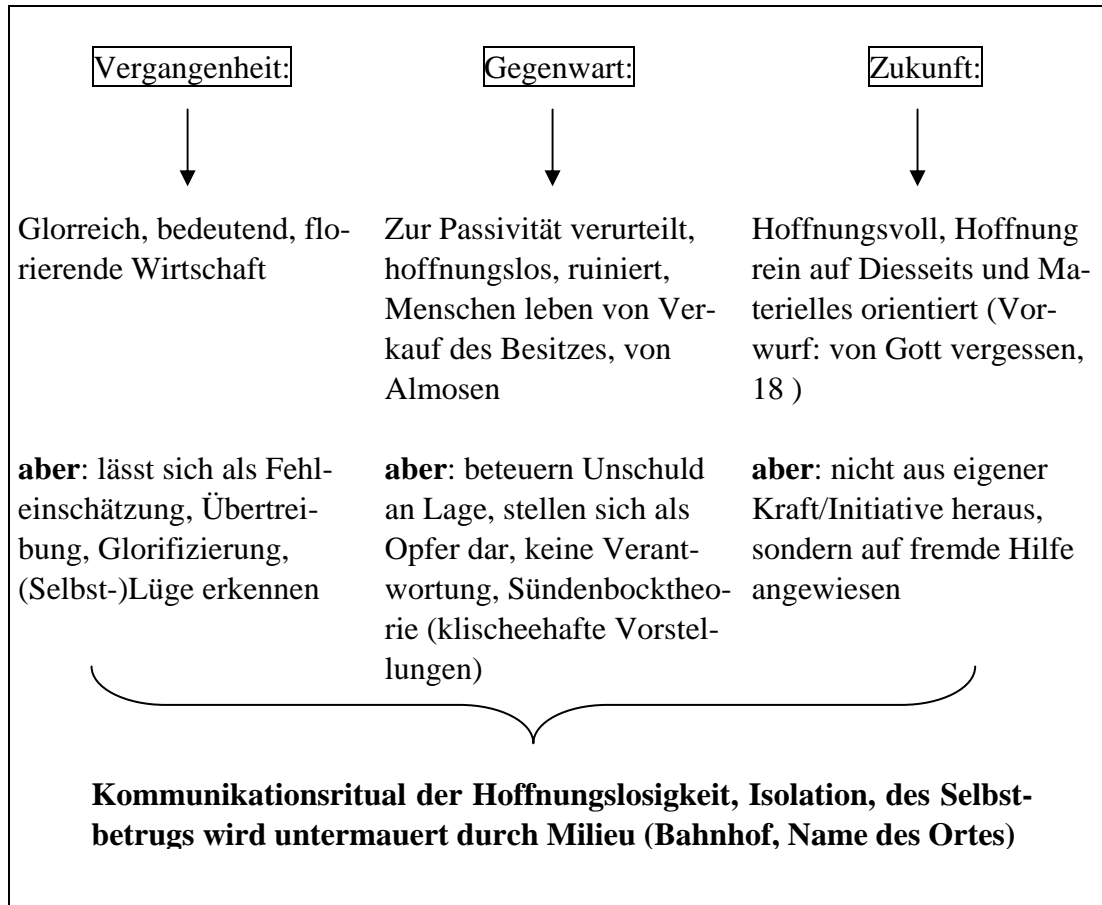 Vergangenheit:
Gegenwart:
Zukunft:
Glorreich, bedeutend, flo-
rierende Wirtschaft
Zur Passivität verurteilt,
hoffnungslos, ruiniert,
Menschen leben von Ver-
kauf des Besitzes, von
Almosen
Hoffnungsvoll, Hoffnung
rein auf Diesseits und Ma-
terielles orientiert (Vor-
wurf: von Gott vergessen,
18 )
aber: lässt sich als Fehl-
einschätzung, Übertrei-
bung, Glorifizierung,
(Selbst-)Lüge erkennen
aber: beteuern Unschuld
an Lage, stellen sich als
Opfer dar, keine Verant-
wortung, Sündenbocktheo-
rie (klischeehafte Vorstel-
lungen)
aber: nicht aus eigener
Kraft/Initiative heraus,
sondern auf fremde Hilfe
angewiesen
Kommunikationsritual der Hoffnungslosigkeit, Isolation, des Selbst-
betrugs wird untermauert durch Milieu (Bahnhof, Name des Ortes)